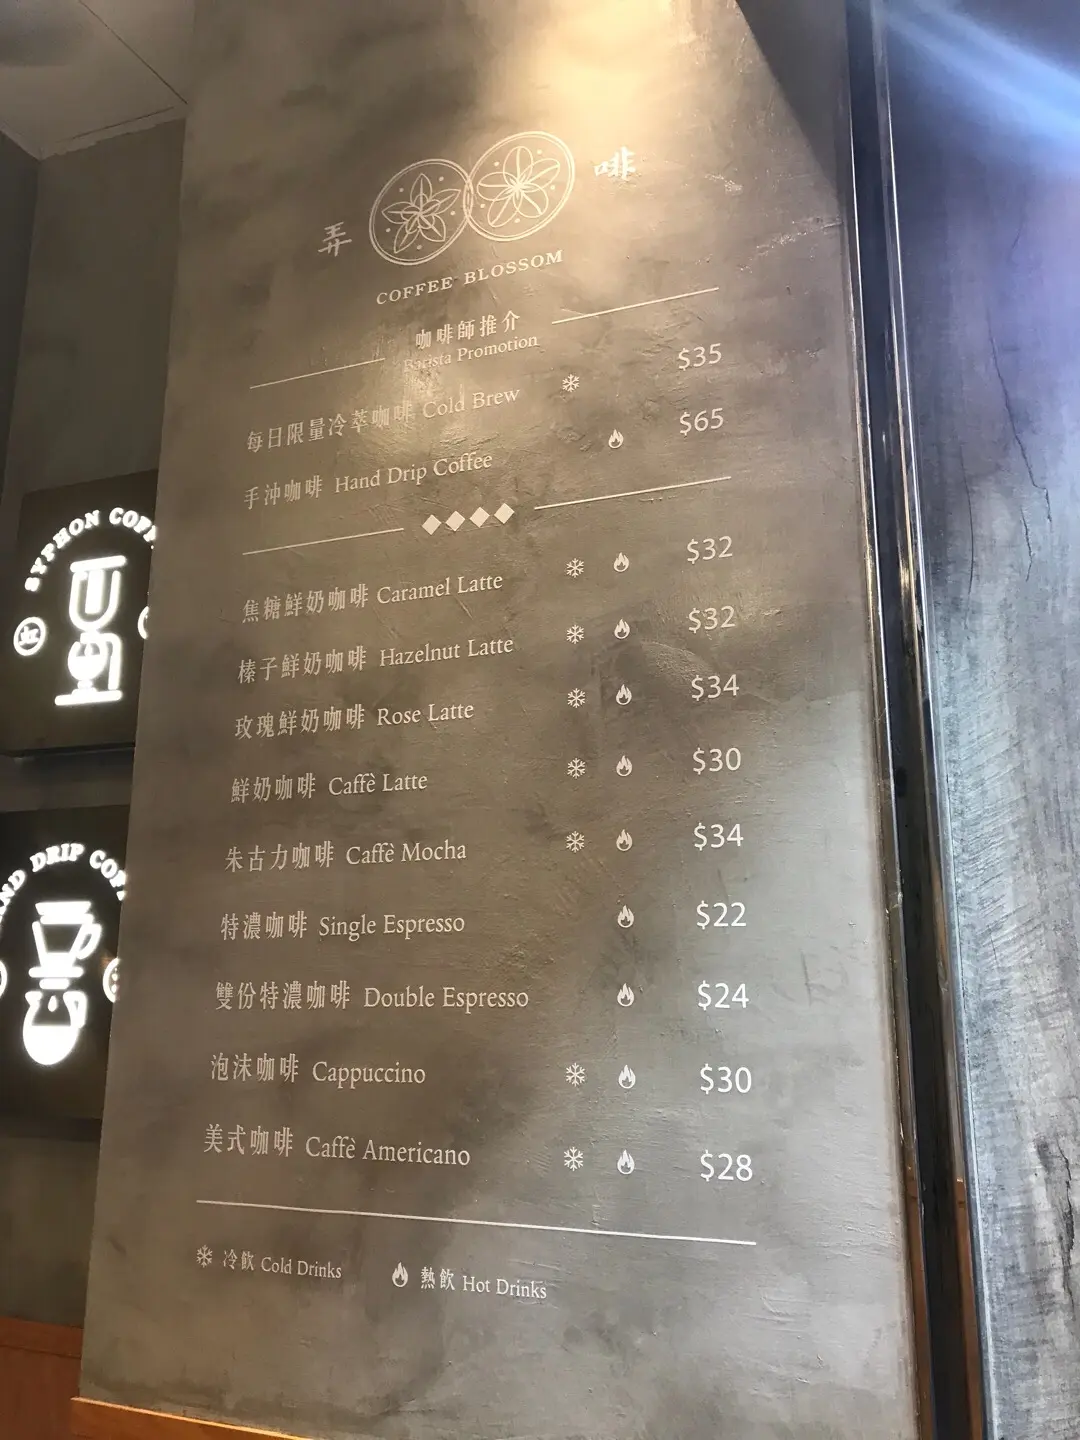 弄 啡
COFFEE BLOSSOM
咖啡師推介
Barista Promotion
每日限量冷萃咖啡 Cold Brew $35
手沖咖啡 Hand Drip Coffee $65
焦糖鮮奶咖啡 Caramel Latte $32
榛子鮮奶咖啡 Hazelnut Latte $32
玫瑰鮮奶咖啡 Rose Latte $34
鮮奶咖啡 Caffè Latte $30
朱古力咖啡 Caffè Mocha $34
特濃咖啡 Single Espresso $22
雙份特濃咖啡 Double Espresso $24
泡沫咖啡 Cappuccino $30
美式咖啡 Caffè Americano $28
冷飲 Cold Drinks 熱飲 Hot Drinks
SYPHON COFF
AND DRIP COF